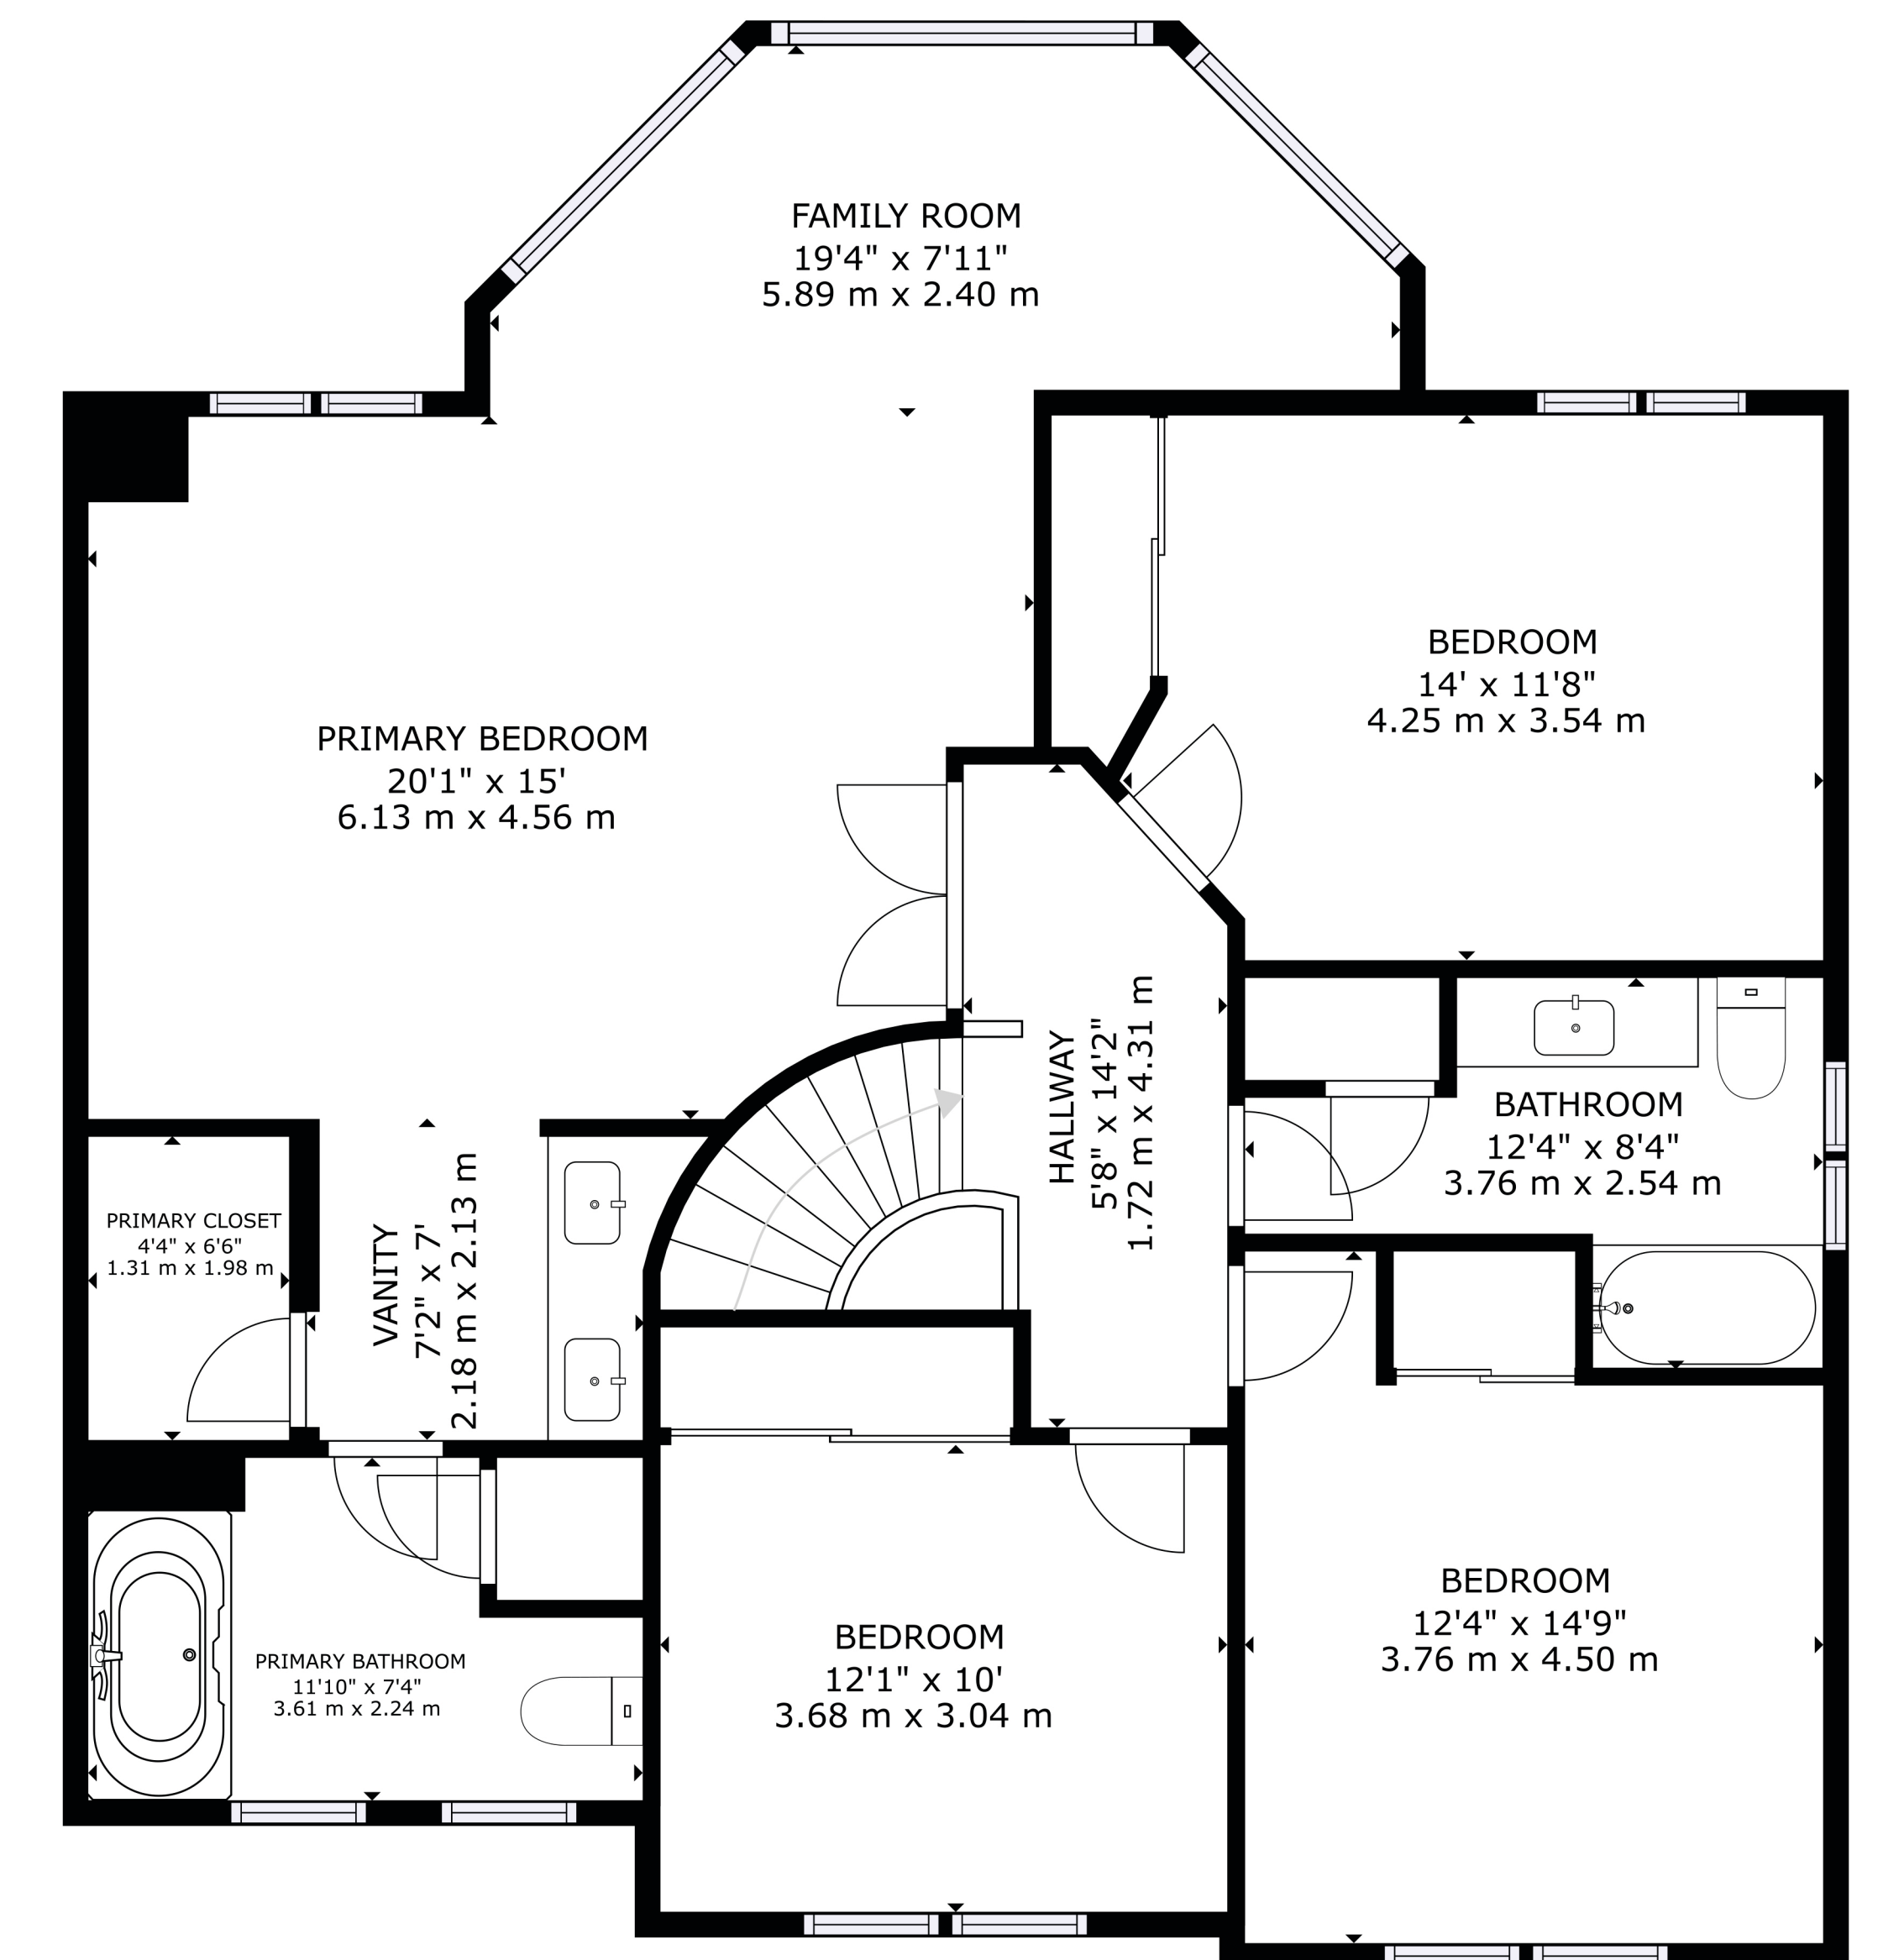 FAMILY ROOM
19'4" x 7'11"
5.89 m x 2.40 m
BEDROOM
14' x 11'8"
4.25 m x 3.54 m
PRIMARY BEDROOM
20'1" x 15'
6.13 m x 4.56 m
HALLWAY
5'8" x 14'2"
1.72 m x 4.31 m
BATHROOM
12'4" x 8'4"
3.76 m x 2.54 m
PRIMARY CLOSET
4'4" x 6'6"
1.31 m x 1.98 m
VANITY
7'2" x 7'
2.18 m x 2.13 m
BEDROOM
12'4" x 14'9"
3.76 m x 4.50 m
BEDROOM
12'1" x 10'
3.68 m x 3.04 m
PRIMARY BATHROOM
11'10" x 7'4"
3.61 m x 2.24 m